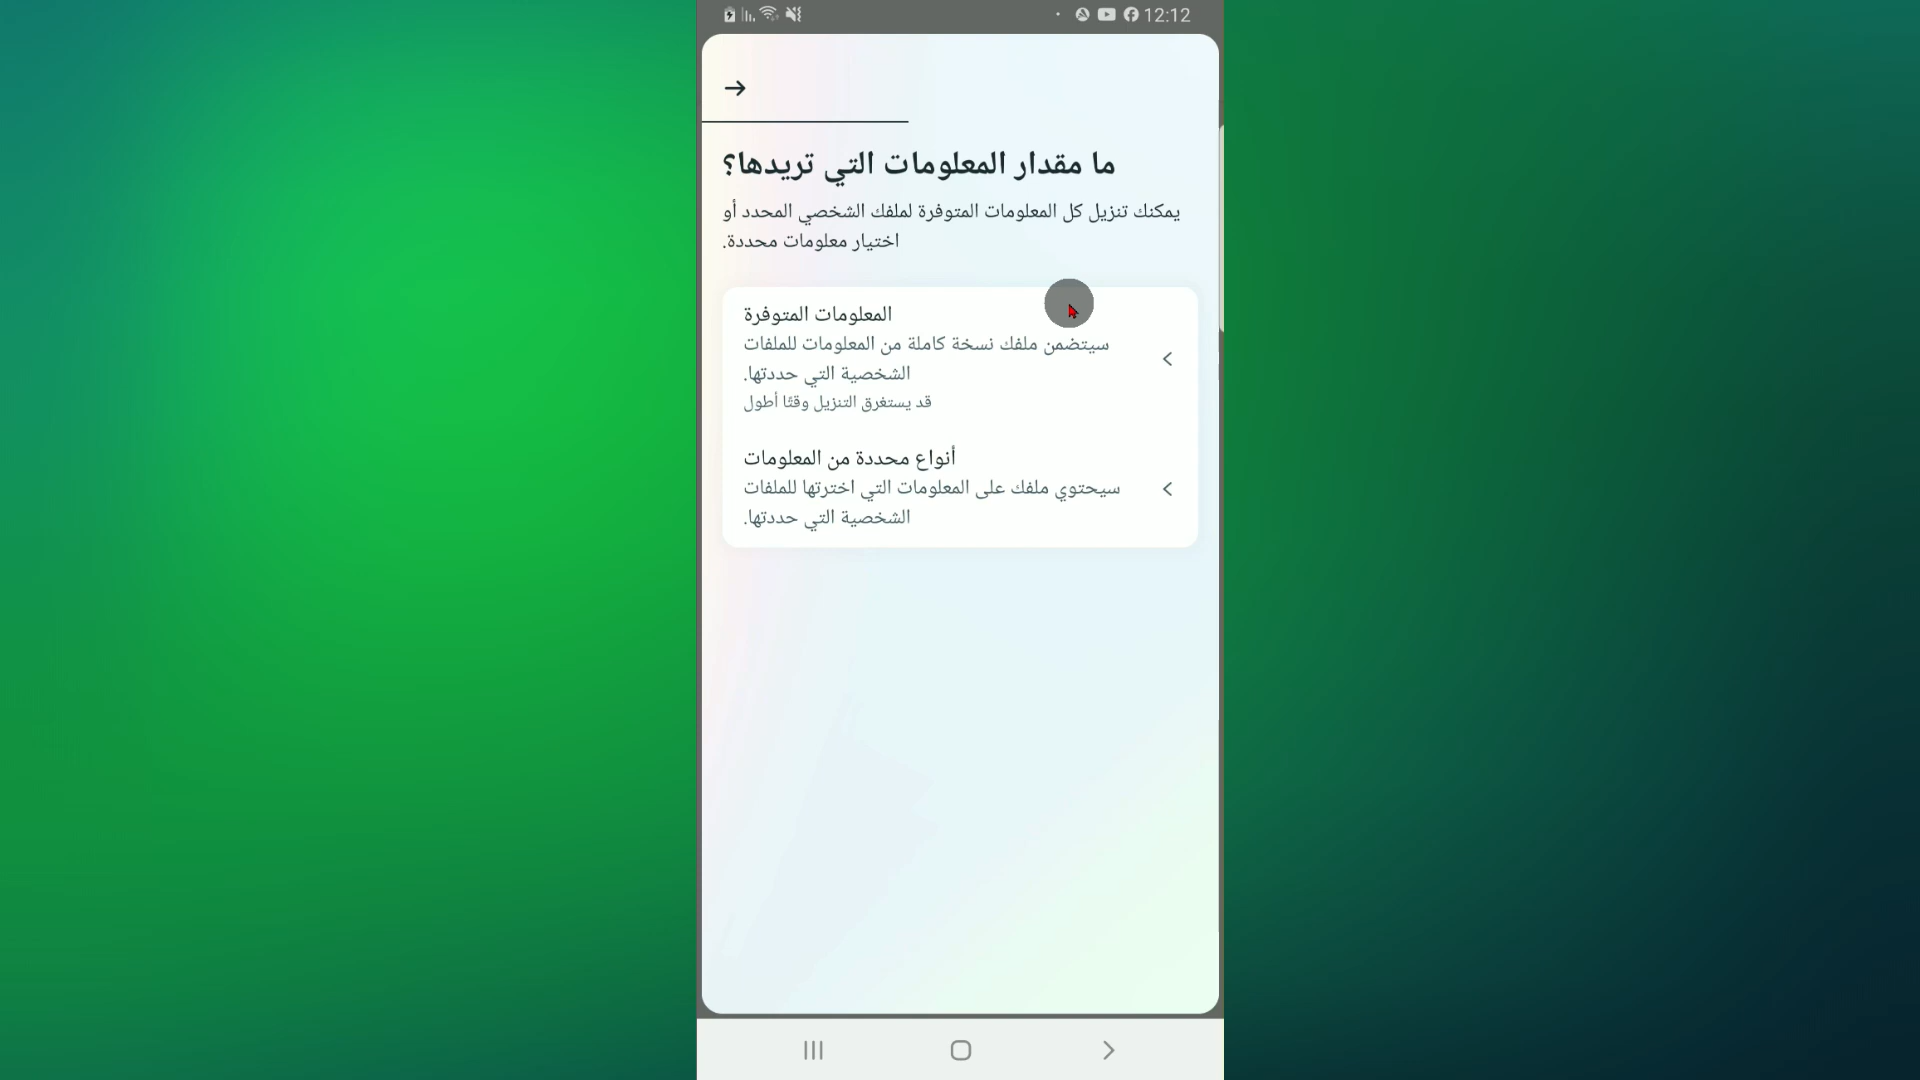 12:12
ما مقدار المعلومات التي تريدها؟
يمكنك تنزيل كل المعلومات المتوفرة لملفك الشخصي المحدد أو
اختيار معلومات محددة.
المعلومات المتوفرة
سيتضمن ملفك نسخة كاملة من المعلومات للملفات
الشخصية التي حددتها.
قد يستغرق التنزيل وقتًا أطول
أنواع محددة من المعلومات
سيحتوي ملفك على المعلومات التي اخترتها للملفات
الشخصية التي حددتها.